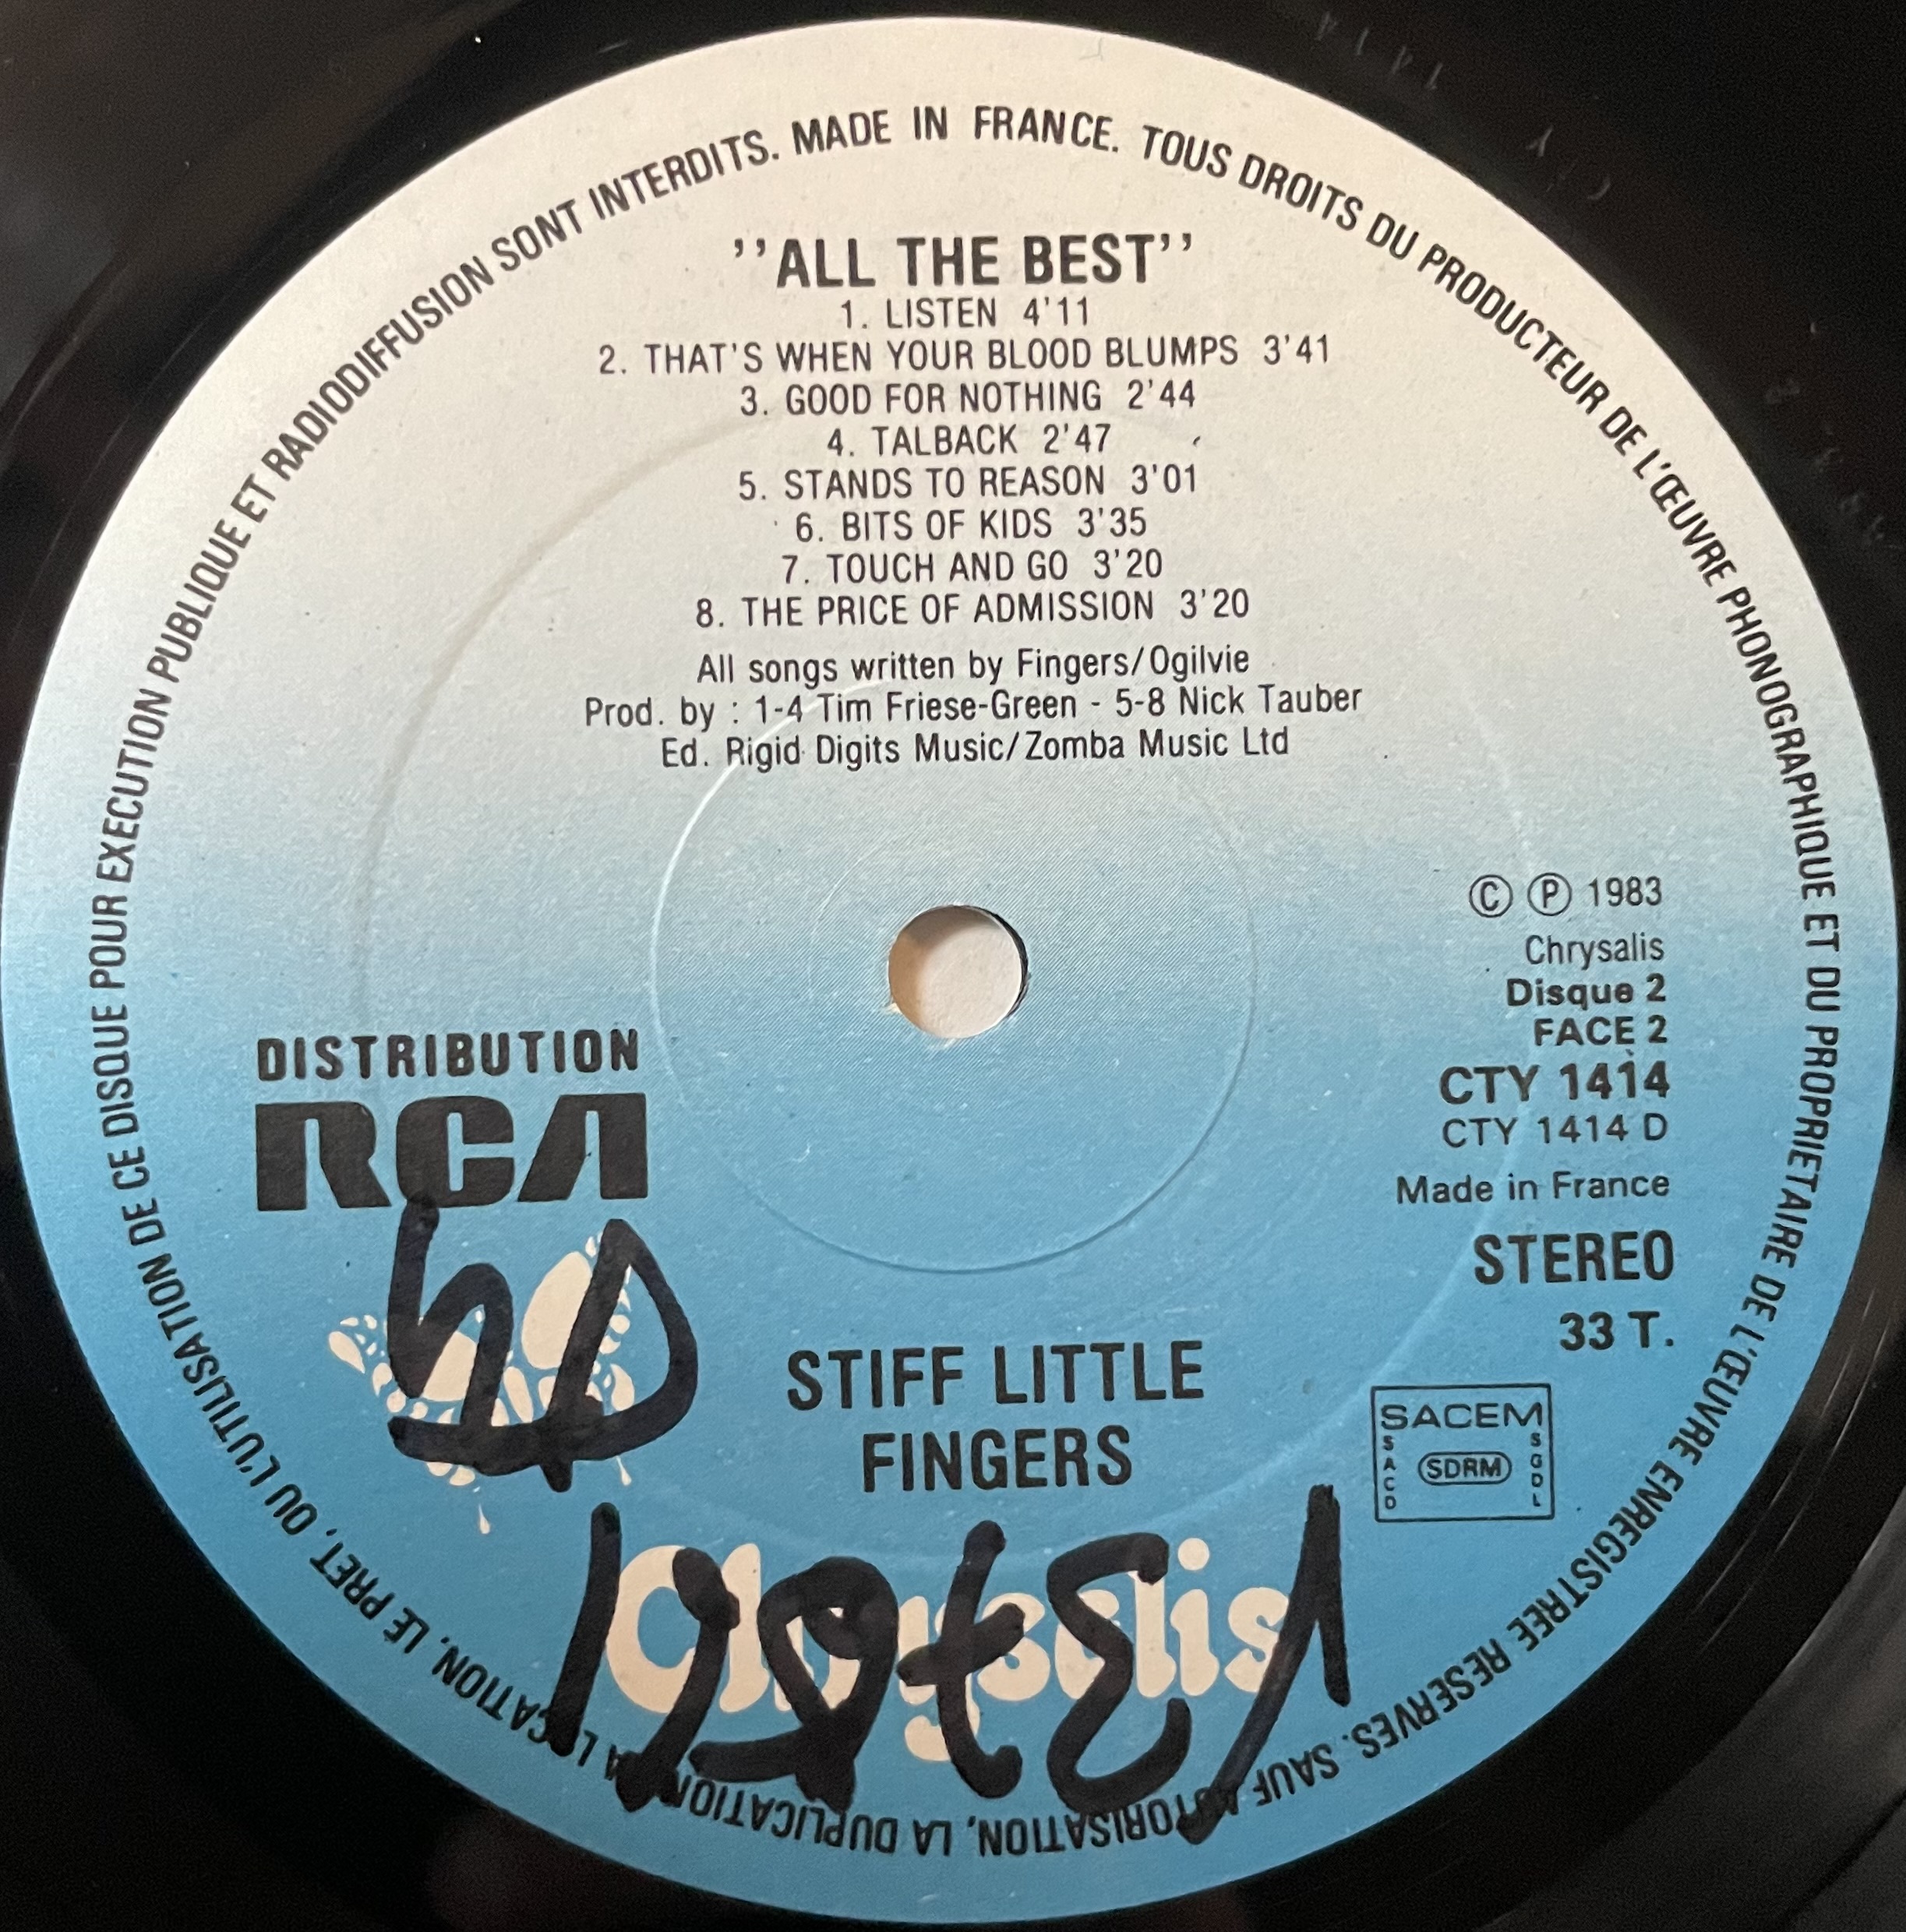 MADE IN FRANCE. TOUS DROITS DU PRODUCTEUR DE L'ŒUVRE PHONOGRAPHIQUE ET DU PROPRIETAIRE DE L'ŒUVRE ENREGISTREE RESERVES. SAUF AUTORISATION, LA DUPLICATION, LA LOCATION, LE PRET, OU L'UTILISATION DE CE DISQUE POUR EXECUTION PUBLIQUE ET RADIODIFFUSION SONT INTERDITS.
''ALL THE BEST''
1. LISTEN 4'11
2. THAT'S WHEN YOUR BLOOD BLUMPS 3'41
3. GOOD FOR NOTHING 2'44
4. TALBACK 2'47
5. STANDS TO REASON 3'01
6. BITS OF KIDS 3'35
7. TOUCH AND GO 3'20
8. THE PRICE OF ADMISSION 3'20
All songs written by Fingers/Ogilvie
Prod. by : 1-4 Tim Friese-Green - 5-8 Nick Tauber
Ed. Rigid Digits Music/Zomba Music Ltd
© ℗ 1983
Chrysalis
Disque 2
FACE 2
CTY 1414
CTY 1414 D
Made in France
STEREO
33 T.
DISTRIBUTION
RCA
STIFF LITTLE
FINGERS
SACEM
SACD
SDRM
SGDL
Chrysalis